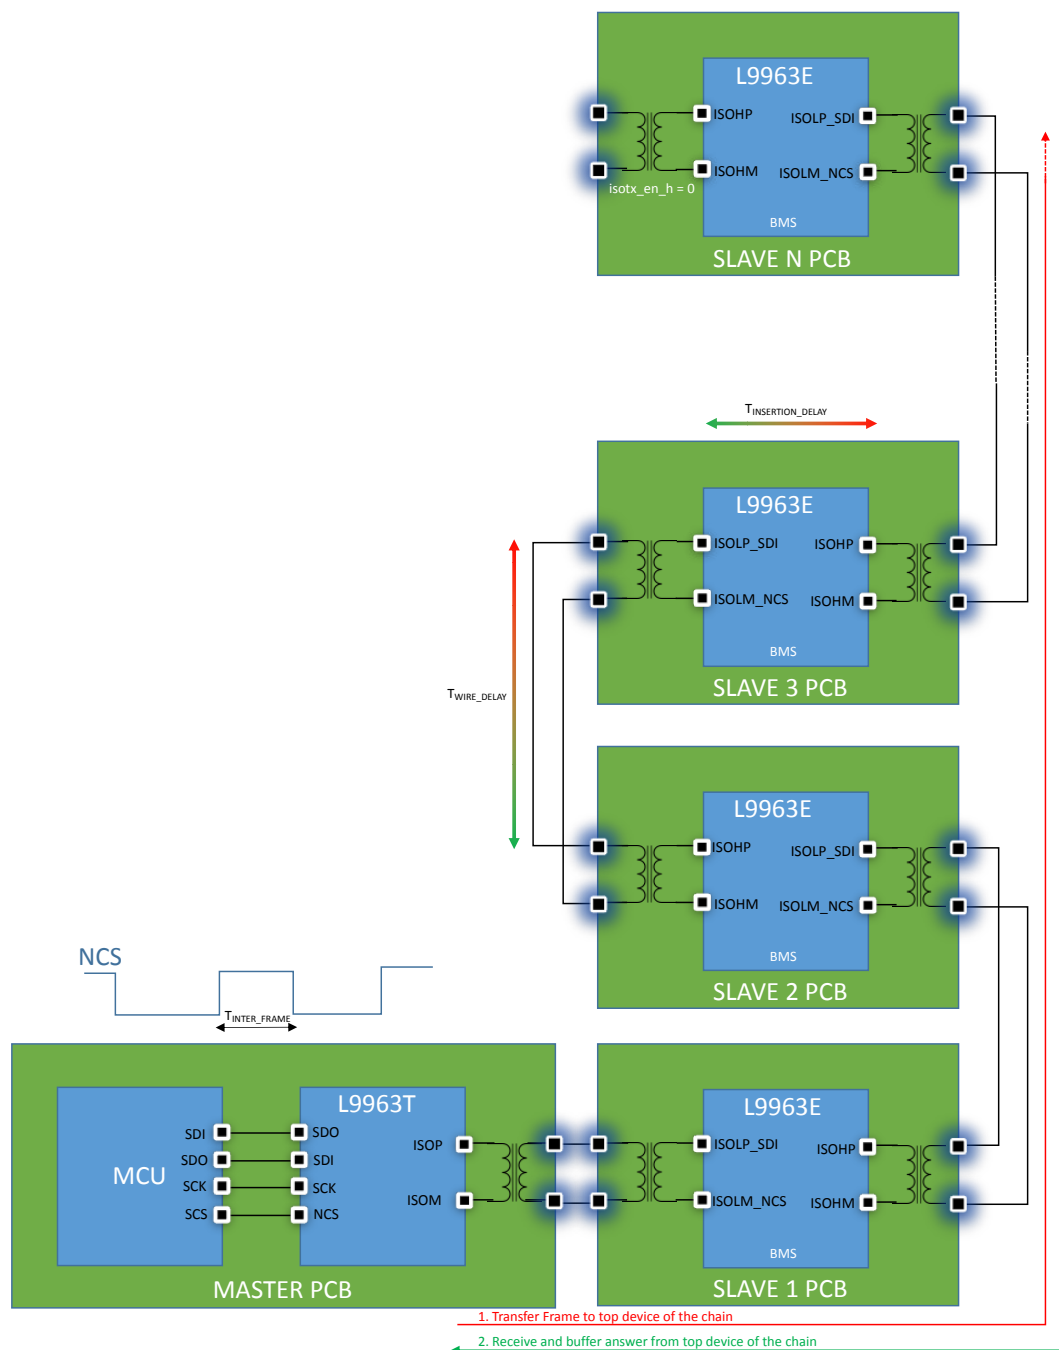 L9963E
ISOHP
ISOLP_SDI
ISOHM
ISOLM_NCS
isotx_en_h = 0
BMS
SLAVE N PCB
TINSERTION_DELAY
L9963E
ISOLP_SDI
ISOHP
ISOLM_NCS
ISOHM
BMS
SLAVE 3 PCB
TWIRE_DELAY
L9963E
ISOHP
ISOLP_SDI
ISOHM
ISOLM_NCS
BMS
SLAVE 2 PCB
NCS
TINTER_FRAME
MCU
SDI
SDO
SCK
SCS
L9963T
SDO
SDI
SCK
NCS
ISOP
ISOM
MASTER PCB
L9963E
ISOLP_SDI
ISOHP
ISOLM_NCS
ISOHM
BMS
SLAVE 1 PCB
1. Transfer Frame to top device of the chain
2. Receive and buffer answer from top device of the chain